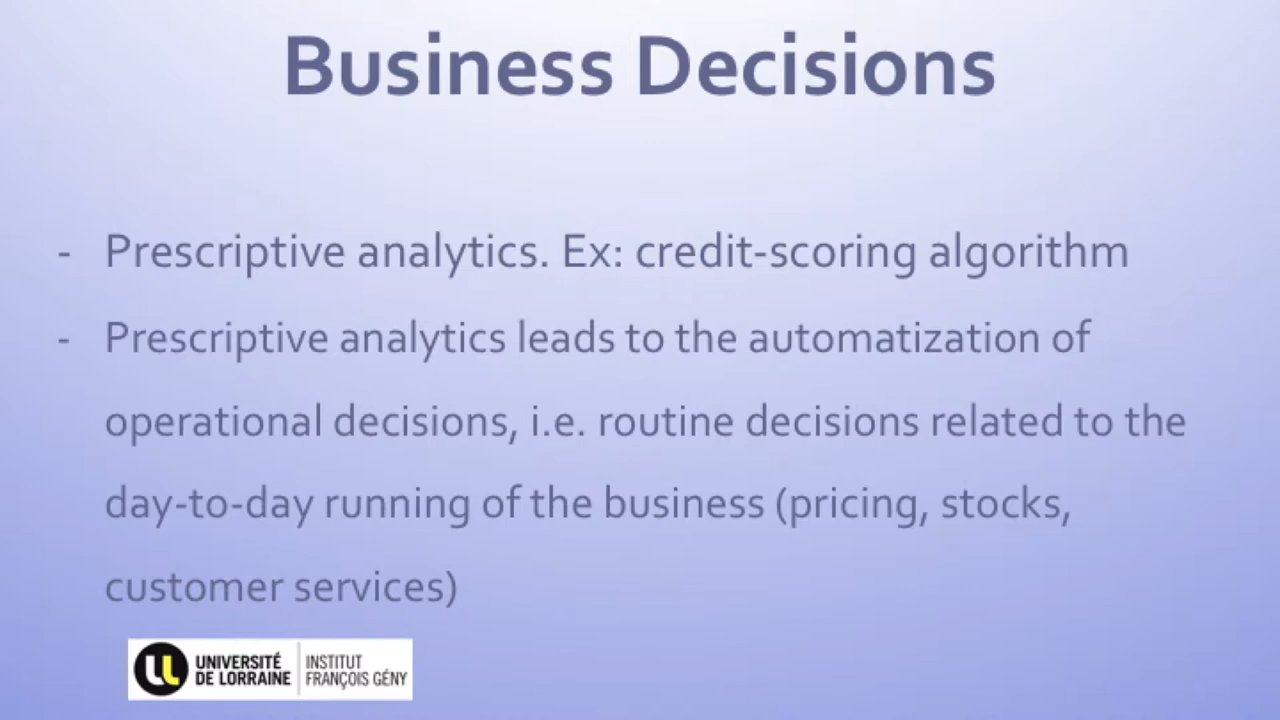 Business Decisions
- Prescriptive analytics. Ex: credit-scoring algorithm
- Prescriptive analytics leads to the automatization of
operational decisions, i.e. routine decisions related to the
day-to-day running of the business (pricing, stocks,
customer services)
UNIVERSITÉ
DE LORRAINE
INSTITUT
FRANÇOIS GÉNY